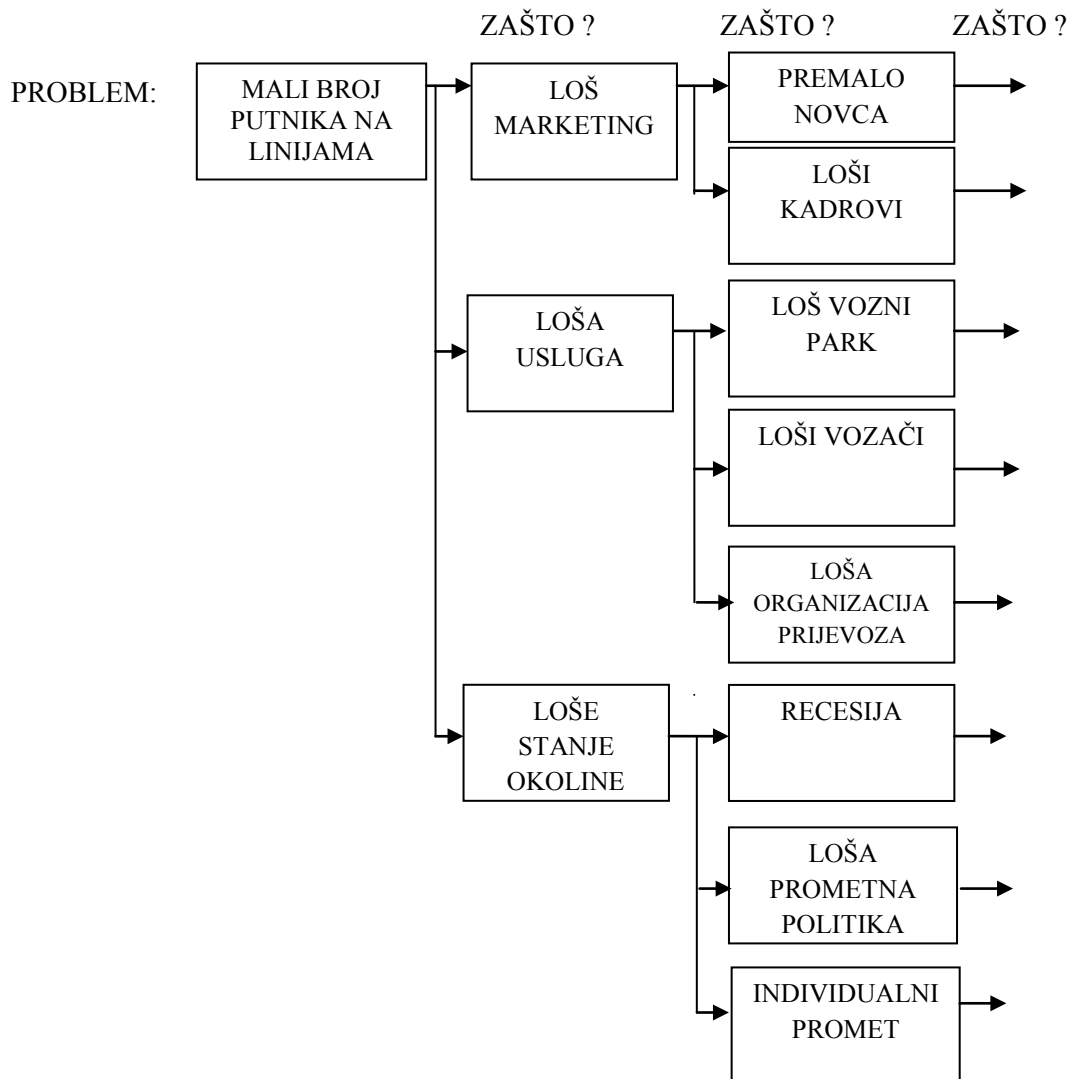 ZAŠTO ? ZAŠTO ? ZAŠTO ?
PROBLEM:
MALI BROJ
PUTNIKA NA
LINIJAMA
LOŠ
MARKETING
PREMALO
NOVCA
LOŠI
KADROVI
LOŠA
USLUGA
LOŠ VOZNI
PARK
LOŠI VOZAČI
LOŠA
ORGANIZACIJA
PRIJEVOZA
LOŠE
STANJE
OKOLINE
RECESIJA
LOŠA
PROMETNA
POLITIKA
INDIVIDUALNI
PROMET